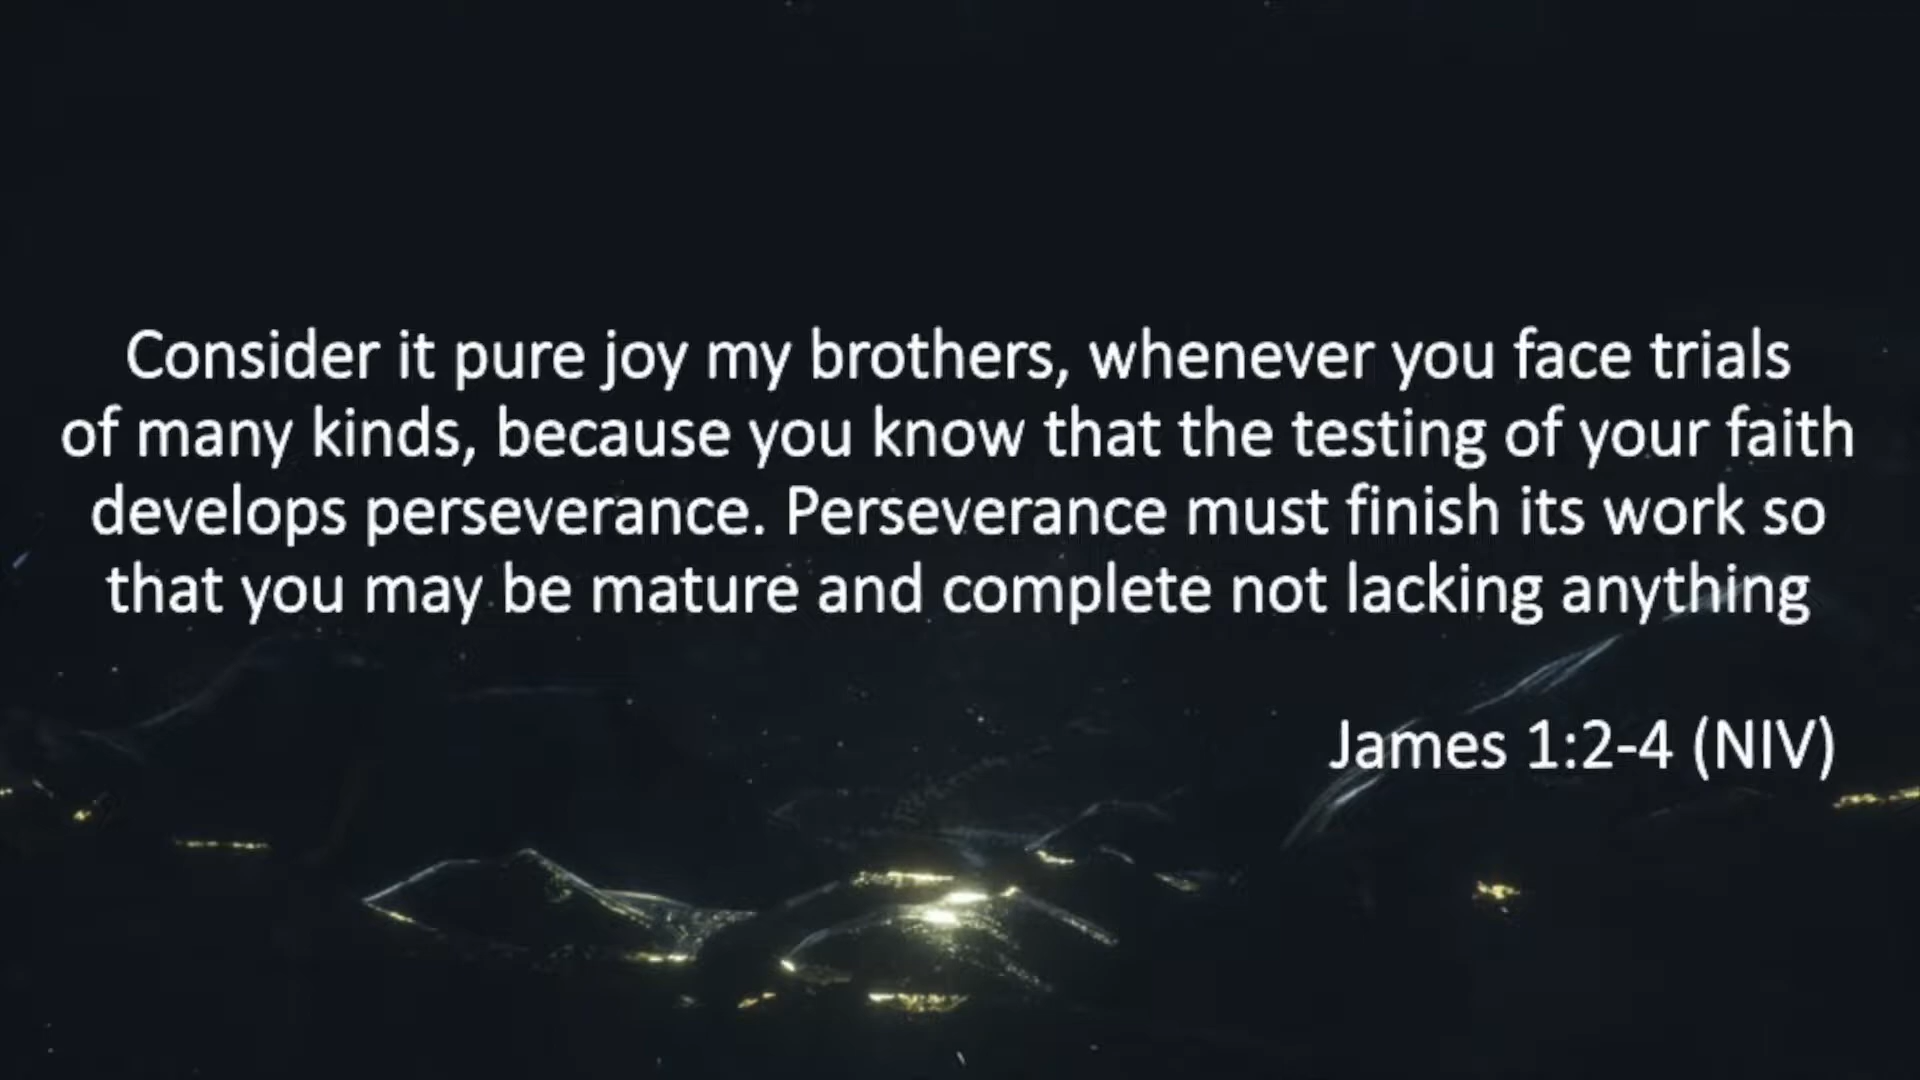 Consider it pure joy my brothers, whenever you face trials
of many kinds, because you know that the testing of your faith
develops perseverance. Perseverance must finish its work so
that you may be mature and complete not lacking anything
James 1:2-4 (NIV)